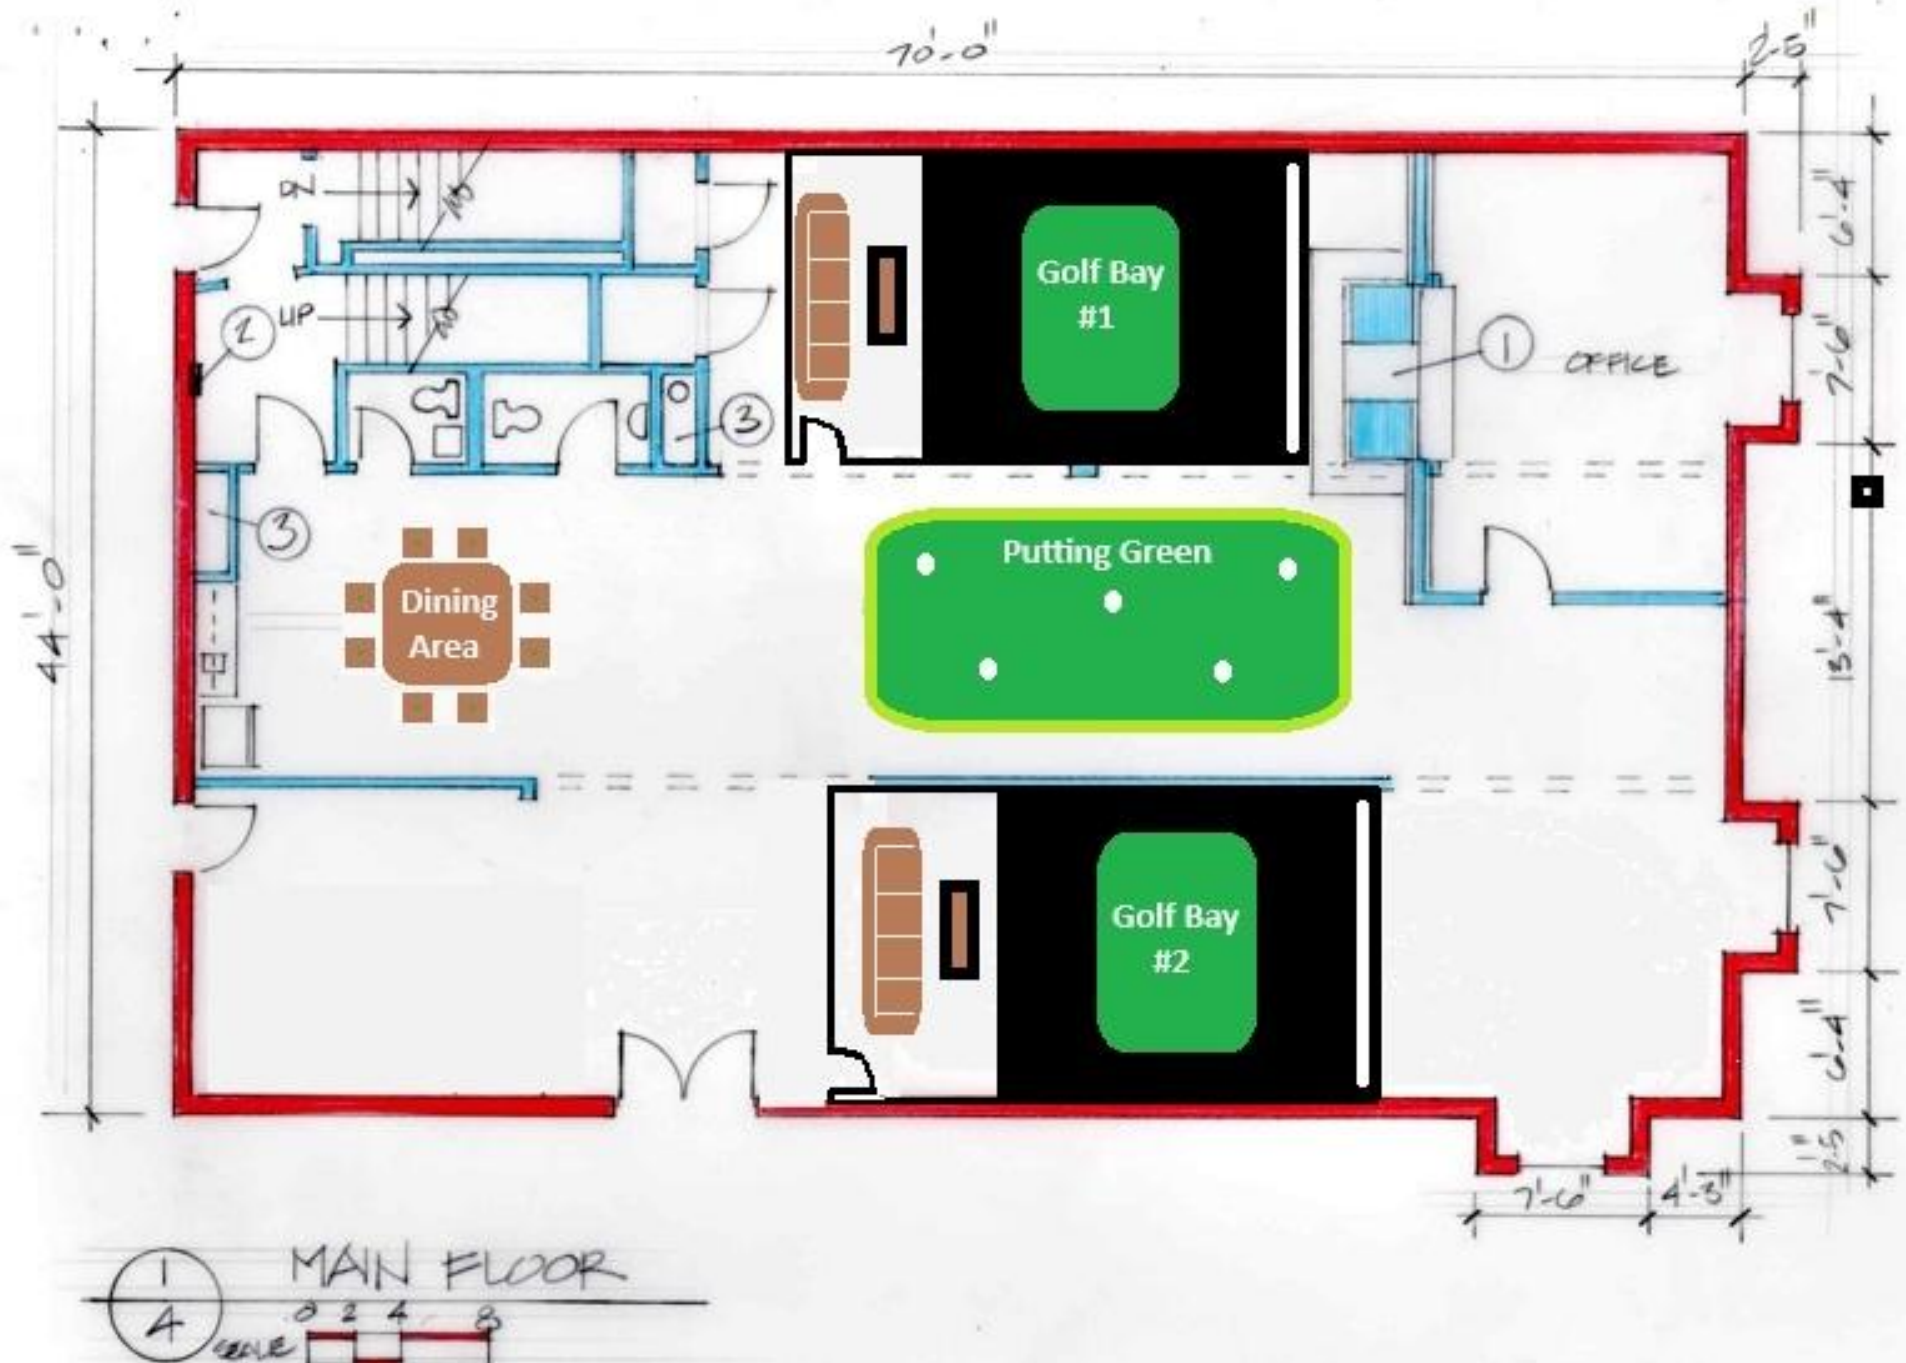 70'-0"
2'-5"
DN
6'-4"
Golf Bay
#1
2
UP
1
OFFICE
7'-6"
3
3
Putting Green
Dining
Area
44'-0"
13'-4"
Golf Bay
#2
7'-6"
6'-4"
2'-5"
7'-6"
4'-3"
1
MAIN FLOOR
A
0 2 4 8
SCALE